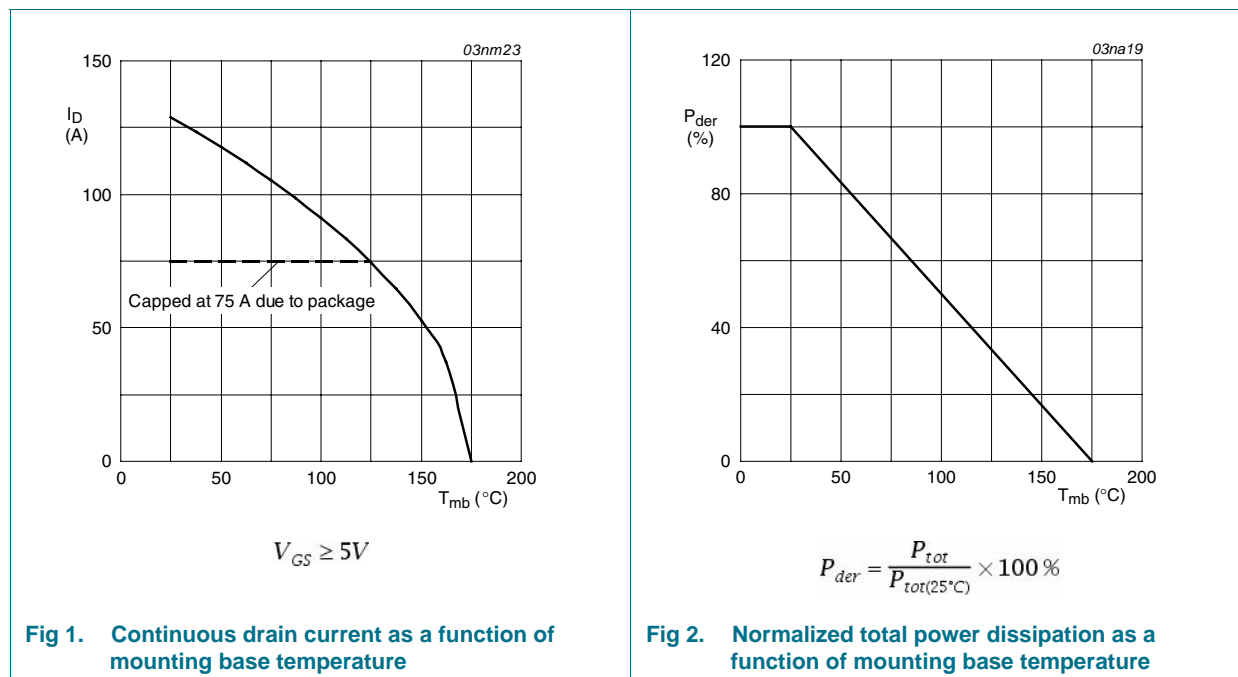 03nm23
150
I_D
(A)
100
50
0
Capped at 75 A due to package
0 50 100 150 200
T_mb (°C)
V_GS ≥ 5V
Fig 1. Continuous drain current as a function of
mounting base temperature
03na19
120
P_der
(%)
80
40
0
0 50 100 150 200
T_mb (°C)
P_der = P_tot / P_tot(25°C) × 100 %
Fig 2. Normalized total power dissipation as a
function of mounting base temperature